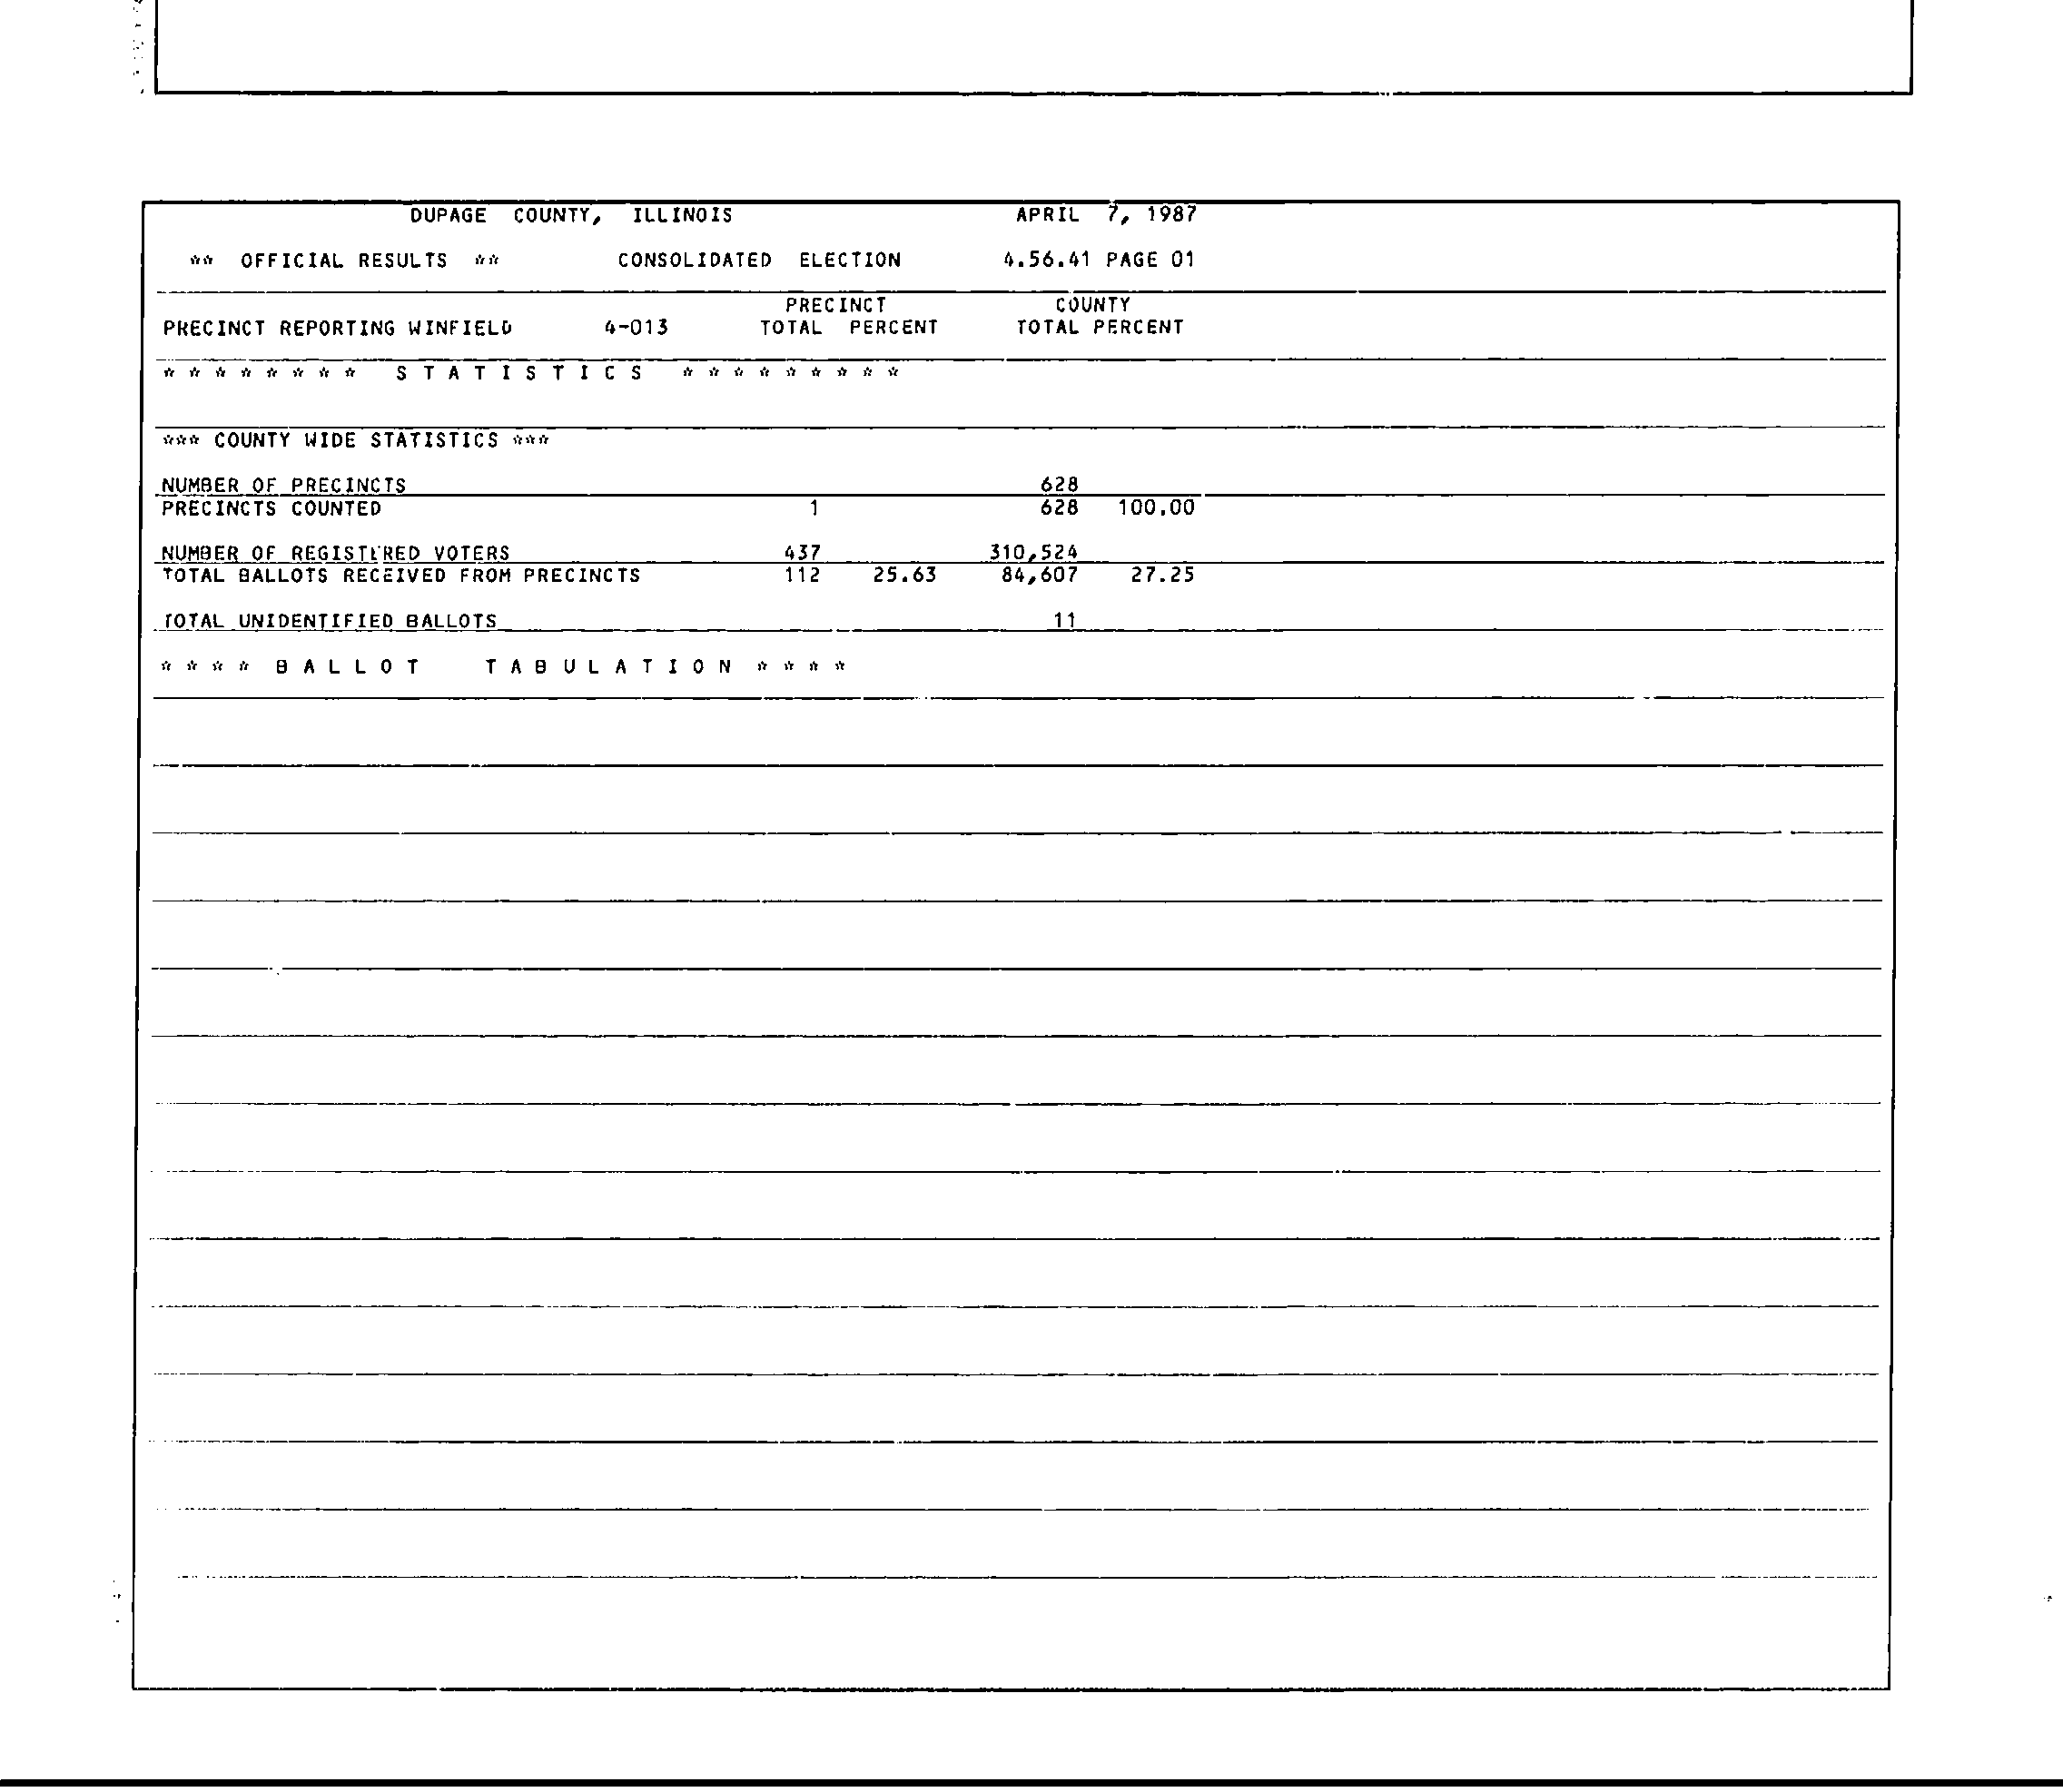 DUPAGE COUNTY, ILLINOIS APRIL 7, 1987
** OFFICIAL RESULTS ** CONSOLIDATED ELECTION 4.56.41 PAGE 01
PRECINCT COUNTY
PRECINCT REPORTING WINFIELD 4-013 TOTAL PERCENT TOTAL PERCENT
* * * * * * * * S T A T I S T I C S * * * * * * * * *
*** COUNTY WIDE STATISTICS ***
NUMBER OF PRECINCTS 628
PRECINCTS COUNTED 1 628 100.00
NUMBER OF REGISTERED VOTERS 437 310,524
TOTAL BALLOTS RECEIVED FROM PRECINCTS 112 25.63 84,607 27.25
TOTAL UNIDENTIFIED BALLOTS 11
* * * * B A L L O T T A B U L A T I O N * * * *